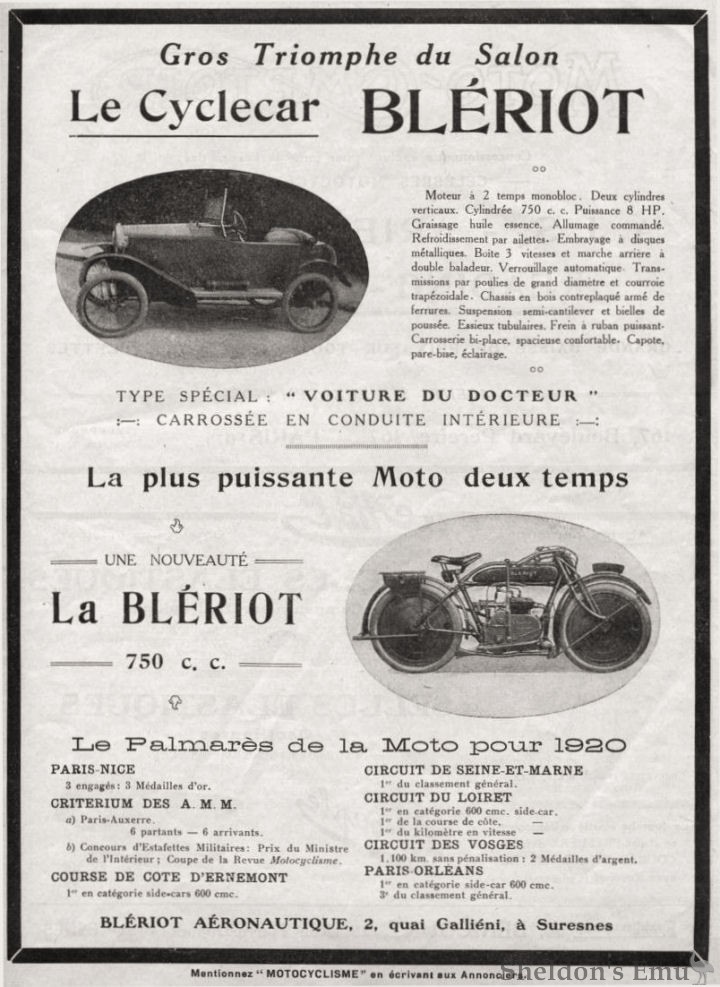 Gros Triomphe du Salon
Le Cyclecar BLÉRIOT
Moteur à 2 temps monobloc. Deux cylindres
verticaux. Cylindrée 750 c. c. Puissance 8 HP.
Graissage huile essence. Allumage commandé.
Refroidissement par ailettes. Embrayage à disques
métalliques. Boite 3 vitesses et marche arrière à
double baladeur. Verrouillage automatique. Trans-
missions par poulies de grand diamètre et courroie
trapézoidale. Chassis en bois contreplaqué armé de
ferrures. Suspension semi-cantilever et bielles de
poussée. Essieux tubulaires. Frein à ruban puissant.
Carrosserie bi-place, spacieuse confortable. Capote,
pare-bise, éclairage.
TYPE SPÉCIAL : “ VOITURE DU DOCTEUR ”
:—: CARROSSÉE EN CONDUITE INTÉRIEURE :—:
La plus puissante Moto deux temps
UNE NOUVEAUTÉ
La BLÉRIOT
750 c. c.
BLERIOT
Le Palmarès de la Moto pour 1920
PARIS-NICE
3 engagés : 3 Médailles d'or.
CRITERIUM DES A. M. M.
a) Paris-Auxerre.
6 partants — 6 arrivants.
b) Concours d'Estafettes Militaires : Prix du Ministre
de l'Intérieur ; Coupe de la Revue Motocyclisme.
COURSE DE COTE D'ERNEMONT
1er en catégorie side-cars 600 cmc.
CIRCUIT DE SEINE-ET-MARNE
1er du classement général.
CIRCUIT DU LOIRET
1er en catégorie 600 cmc. side-car.
1er de la course de côte. —
1er du kilomètre en vitesse —
CIRCUIT DES VOSGES
1.100 km. sans pénalisation : 2 Médailles d'argent.
PARIS-ORLÉANS
1er en catégorie side-car 600 cmc.
3e du classement général.
BLÉRIOT AÉRONAUTIQUE, 2, quai Galliéni, à Suresnes
Mentionnez “ MOTOCYCLISME ” en écrivant aux Annonciers.
Sheldon's Emu